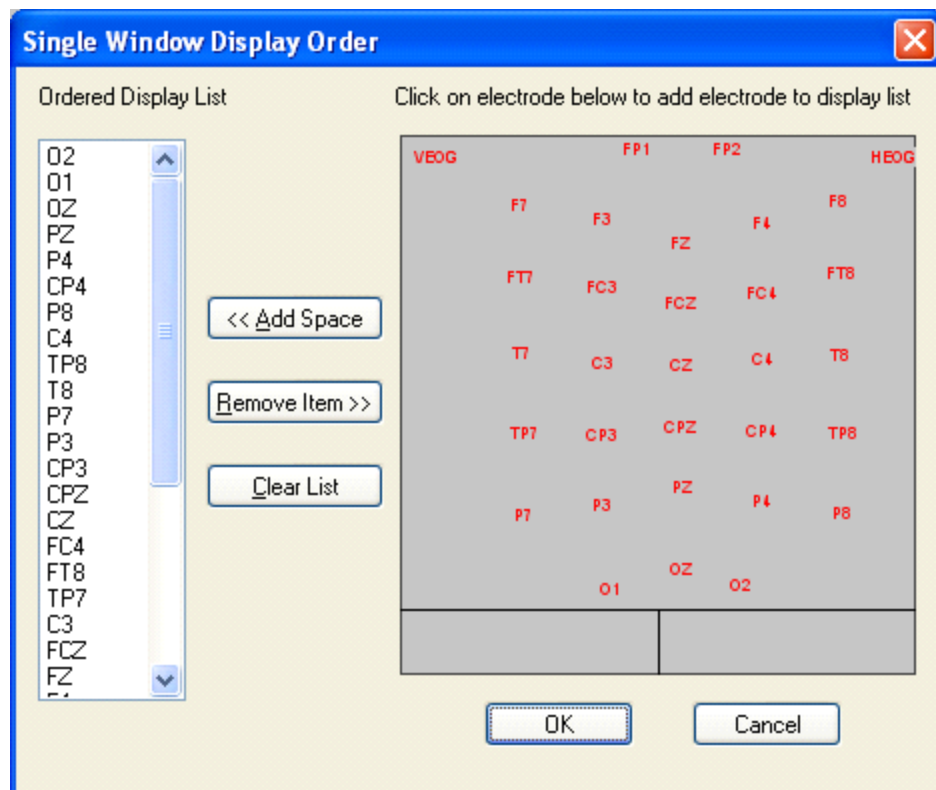 Single Window Display Order
Ordered Display List
Click on electrode below to add electrode to display list
O2
O1
OZ
PZ
P4
CP4
P8
C4
TP8
T8
P7
P3
CP3
CPZ
CZ
FC4
FT8
TP7
C3
FCZ
FZ
<< Add Space
Remove Item >>
Clear List
VEOG FP1 FP2 HEOG
F7 F3 FZ F4 F8
FT7 FC3 FCZ FC4 FT8
T7 C3 CZ C4 T8
TP7 CP3 CPZ CP4 TP8
P7 P3 PZ P4 P8
O1 OZ O2
OK Cancel